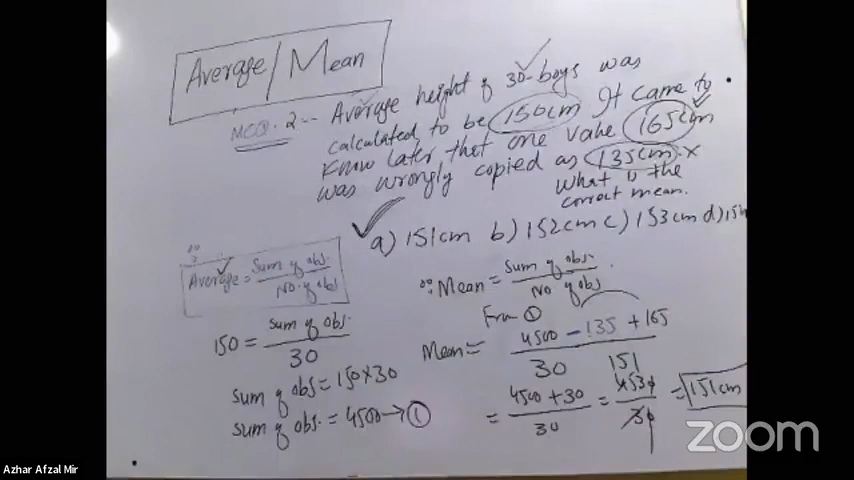 Average/Mean
MCQ. 2 -- Average height of 30-boys was
calculated to be 150cm It came to
Know later that one value 165cm
was wrongly copied as 135cm. x
What is the
correct mean.
a) 151cm b) 152cm c) 153cm d) 15
Average = Sum of obs. / No. of obs
150 = Sum of obs. / 30
Sum of obs = 150 x 30
Sum of obs. = 4500 → ①
∴ Mean = Sum of obs. / No of obs
From ①
Mean = 4500 - 135 + 165 / 30
151
= 4500 + 30 / 30 = 4530 / 30 = 151cm
zoom
Azhar Afzal Mir